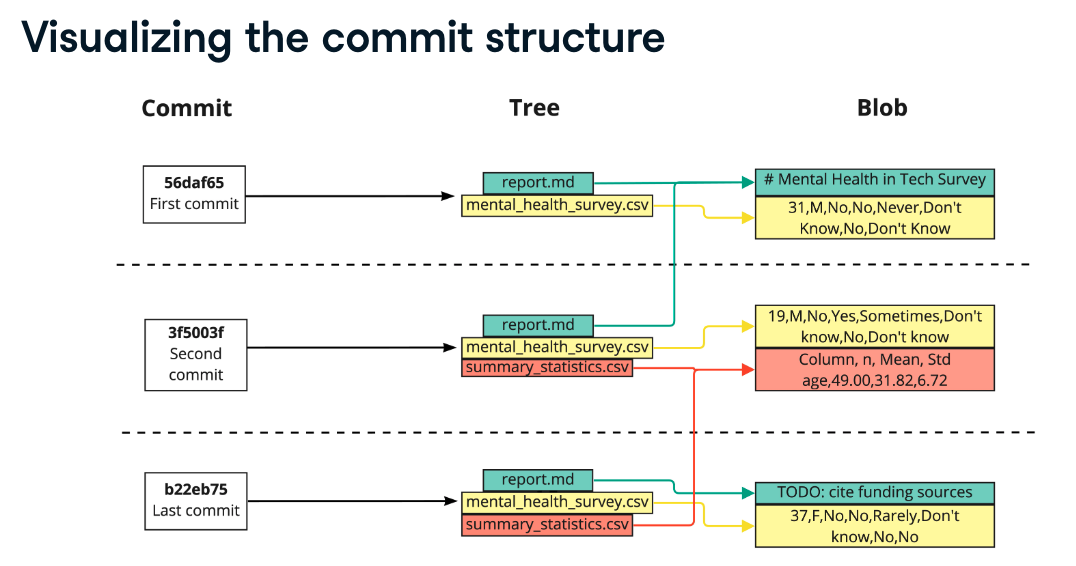 Visualizing the commit structure
Commit
Tree
Blob
56daf65
First commit
report.md
mental_health_survey.csv
# Mental Health in Tech Survey
31,M,No,No,Never,Don't
Know,No,Don't Know
3f5003f
Second
commit
report.md
mental_health_survey.csv
summary_statistics.csv
19,M,No,Yes,Sometimes,Don't
know,No,Don't know
Column, n, Mean, Std
age,49.00,31.82,6.72
b22eb75
Last commit
report.md
mental_health_survey.csv
summary_statistics.csv
TODO: cite funding sources
37,F,No,No,Rarely,Don't
know,No,No